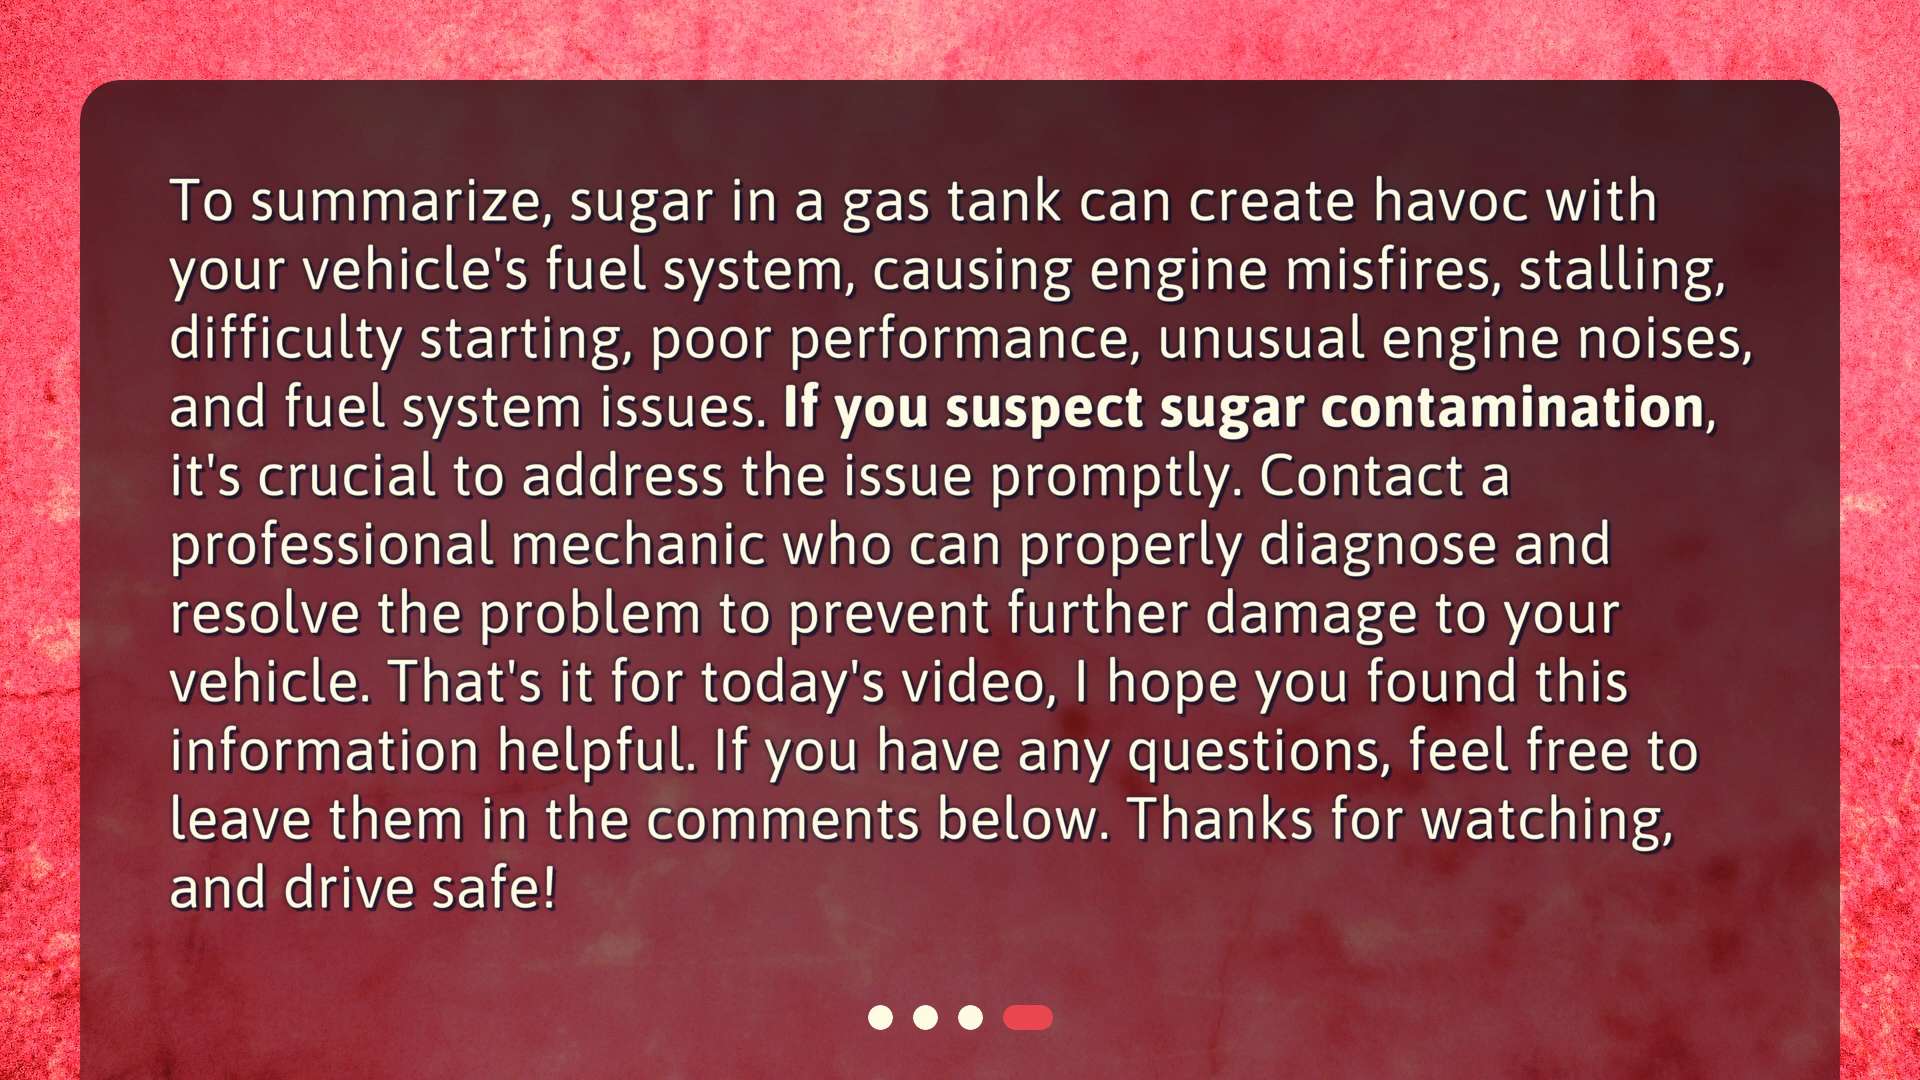 To summarize, sugar in a gas tank can create havoc with
your vehicle's fuel system, causing engine misfires, stalling,
difficulty starting, poor performance, unusual engine noises,
and fuel system issues. If you suspect sugar contamination,
it's crucial to address the issue promptly. Contact a
professional mechanic who can properly diagnose and
resolve the problem to prevent further damage to your
vehicle. That's it for today's video, I hope you found this
information helpful. If you have any questions, feel free to
leave them in the comments below. Thanks for watching,
and drive safe!